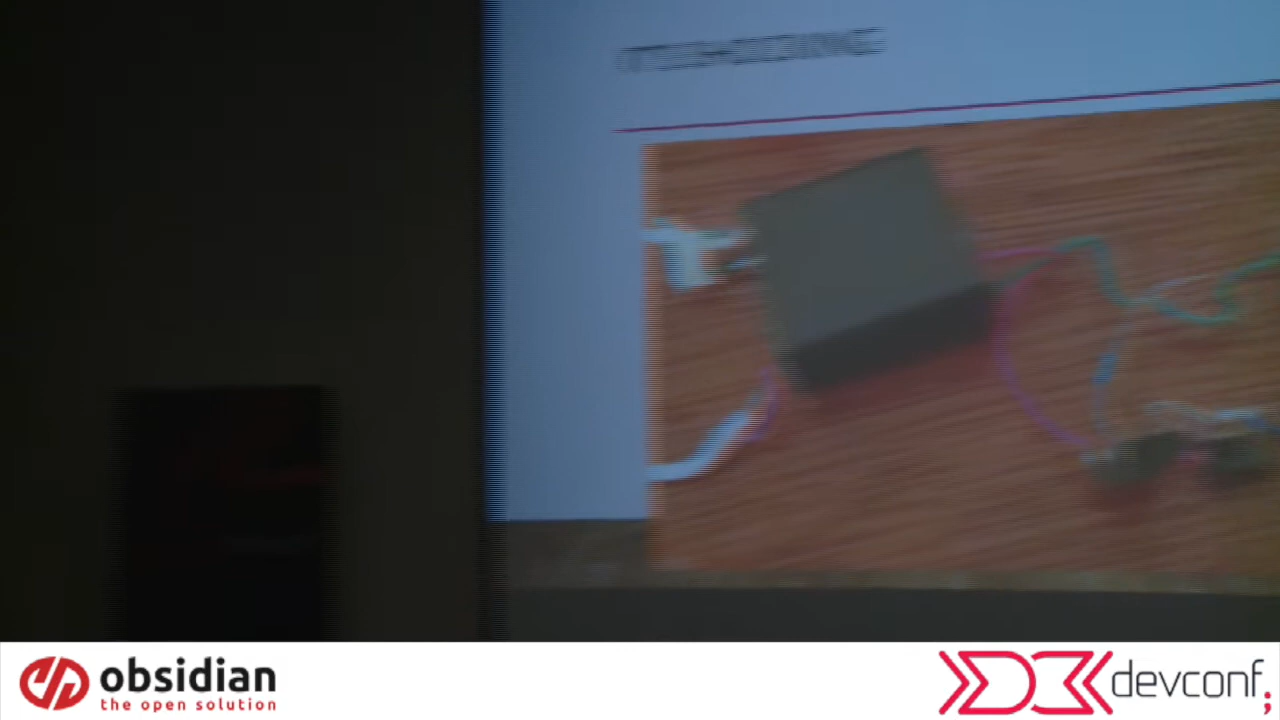 obsidian
the open solution
devconf;